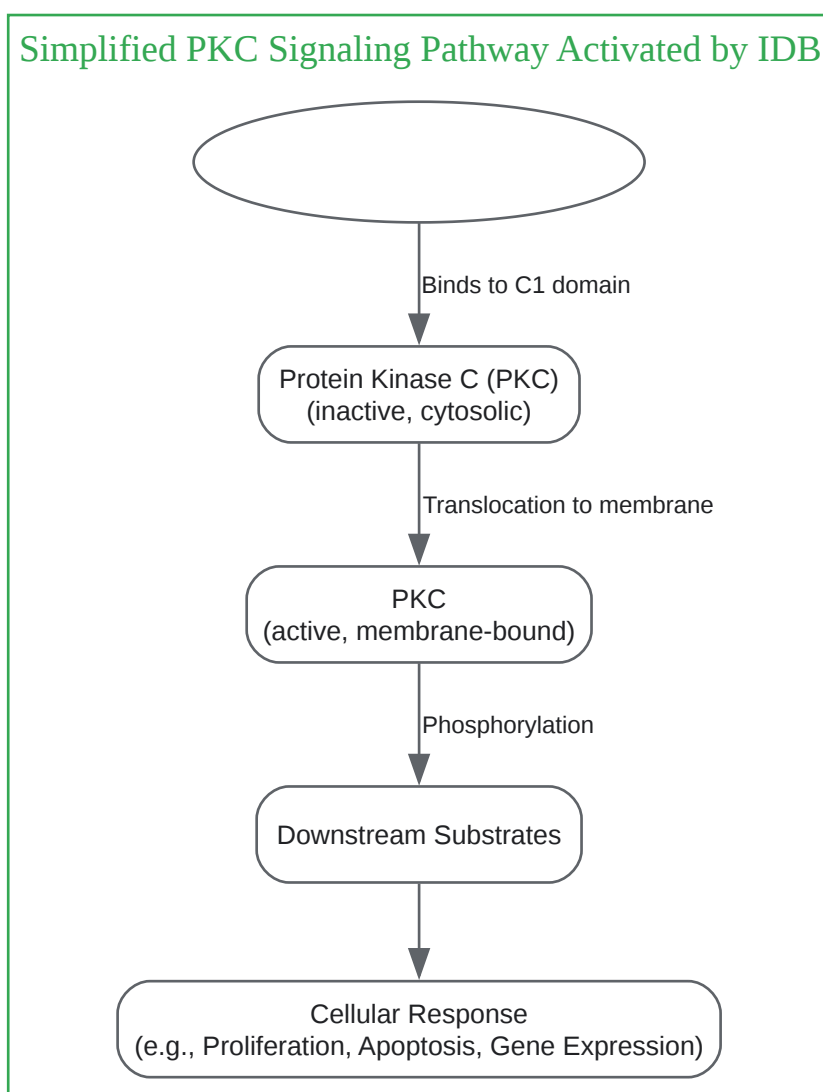 Simplified PKC Signaling Pathway Activated by IDB
Binds to C1 domain
Protein Kinase C (PKC)
(inactive, cytosolic)
Translocation to membrane
PKC
(active, membrane-bound)
Phosphorylation
Downstream Substrates
Cellular Response
(e.g., Proliferation, Apoptosis, Gene Expression)